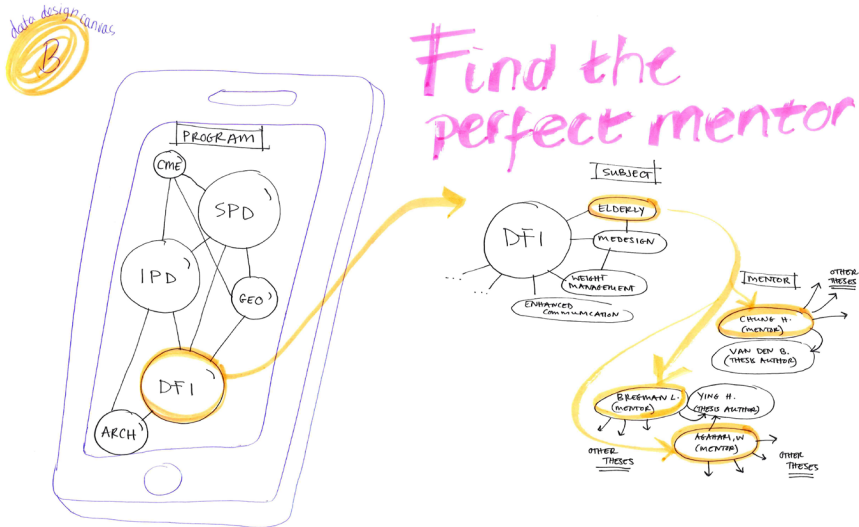 data design canvas
B
Find the
perfect mentor
PROGRAM
CME
SPD
IPD
GEO
DFI
ARCH
SUBJECT
DFI
ELDERLY
MEDESIGN
WEIGHT
MANAGEMENT
ENHANCED
COMMUNICATION
...
...
MENTOR
OTHER
THESES
CHUNG H.
(MENTOR)
VAN DEN B.
(THESIS AUTHOR)
BREGMAN L.
(MENTOR)
YING H.
(THESIS AUTHOR)
AGAHARI, W
(MENTOR)
OTHER
THESES
OTHER
THESES